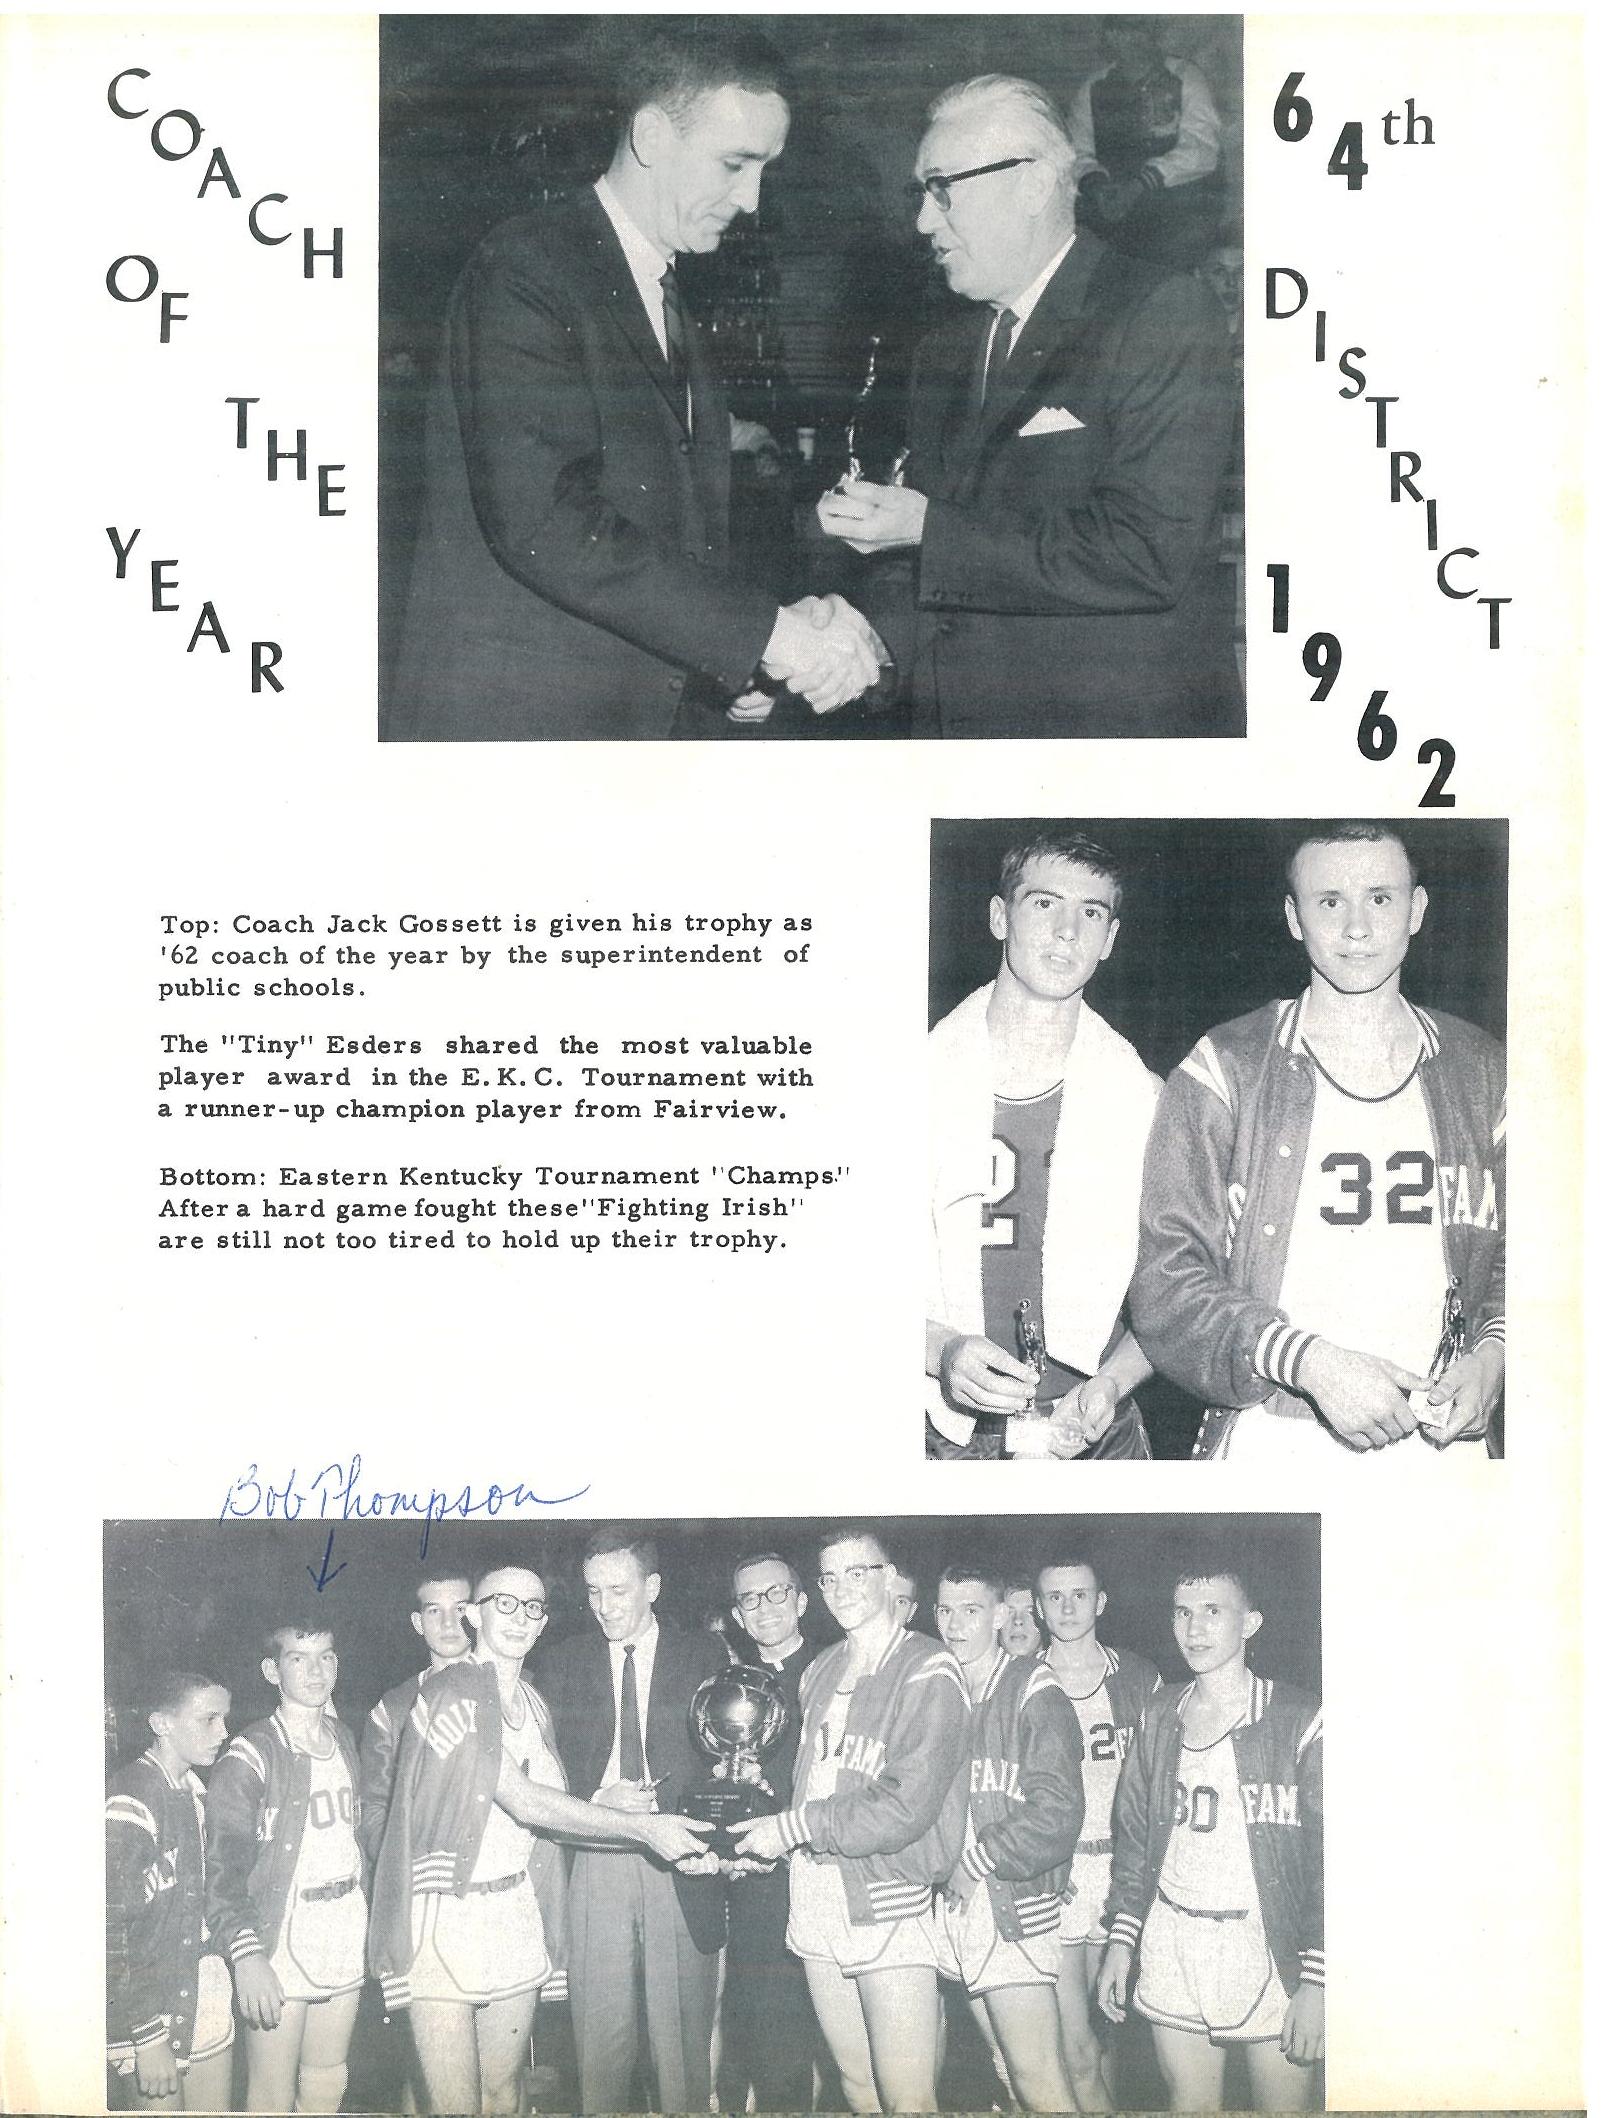 COACH
OF
THE
YEAR
64th
DISTRICT
1962
Top: Coach Jack Gossett is given his trophy as
'62 coach of the year by the superintendent of
public schools.
The "Tiny" Esders shared the most valuable
player award in the E.K.C. Tournament with
a runner-up champion player from Fairview.
Bottom: Eastern Kentucky Tournament "Champs."
After a hard game fought these "Fighting Irish"
are still not too tired to hold up their trophy.
32
FAM
Bob Thompson
HOLY
FAM
FAM
OLY
00
80
FAM